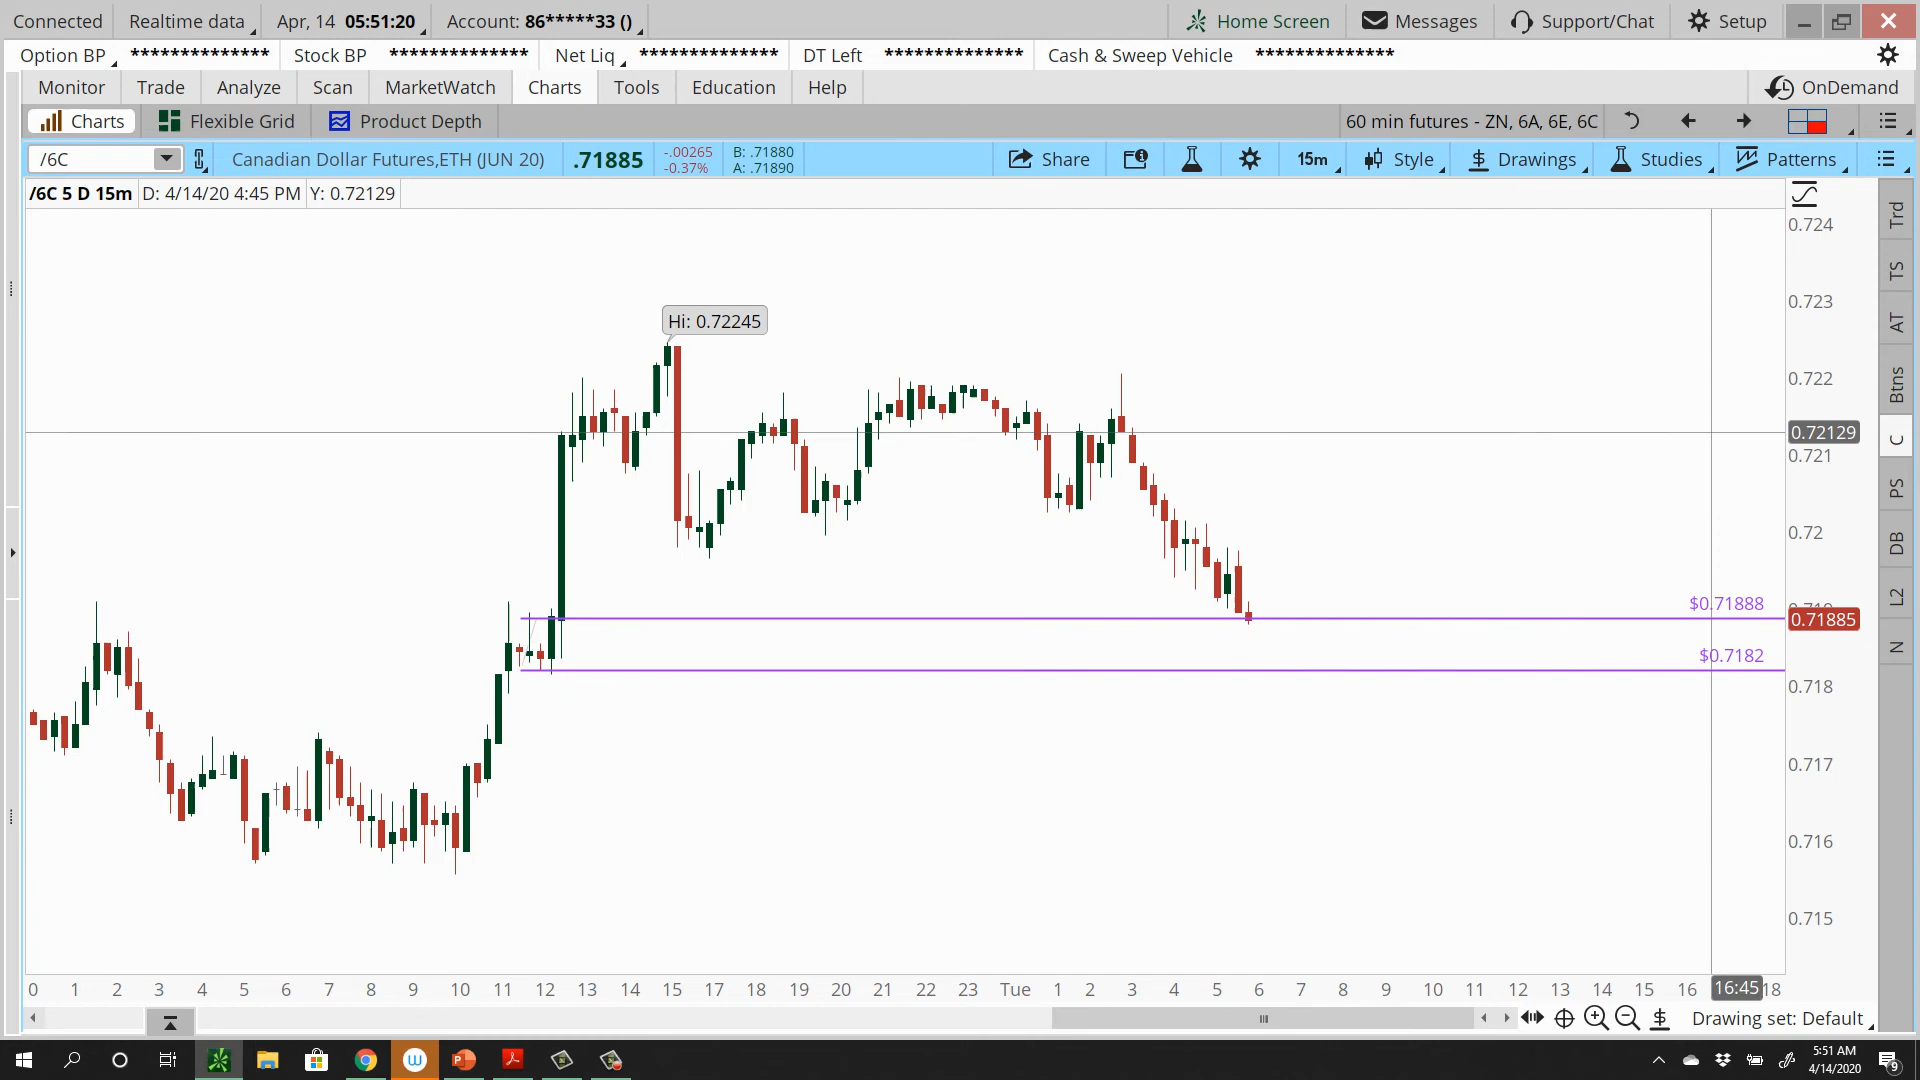 Connected Realtime data Apr, 14 05:51:20 Account: 86*****33 () Home Screen Messages Support/Chat Setup
Option BP ************** Stock BP ************** Net Liq ************** DT Left ************** Cash & Sweep Vehicle **************
Monitor Trade Analyze Scan MarketWatch Charts Tools Education Help OnDemand
Charts Flexible Grid Product Depth 60 min futures - ZN, 6A, 6E, 6C
/6C Canadian Dollar Futures,ETH (JUN 20) .71885 -.00265 B: .71880 Share 15m Style $ Drawings Studies Patterns
-0.37% A: .71890
/6C 5 D 15m D: 4/14/20 4:45 PM Y: 0.72129
Trd
TS
AT
Btns
C
PS
DB
L2
N
0.724
0.723
Hi: 0.72245
0.722
0.72129
0.721
0.72
$0.71888
0.71885
$0.7182
0.718
0.717
0.716
0.715
0 1 2 3 4 5 6 7 8 9 10 11 12 13 14 15 17 18 19 20 21 22 23 Tue 1 2 3 4 5 6 7 8 9 10 11 12 13 14 15 16 16:45 18
$ Drawing set: Default
5:51 AM
4/14/2020
9